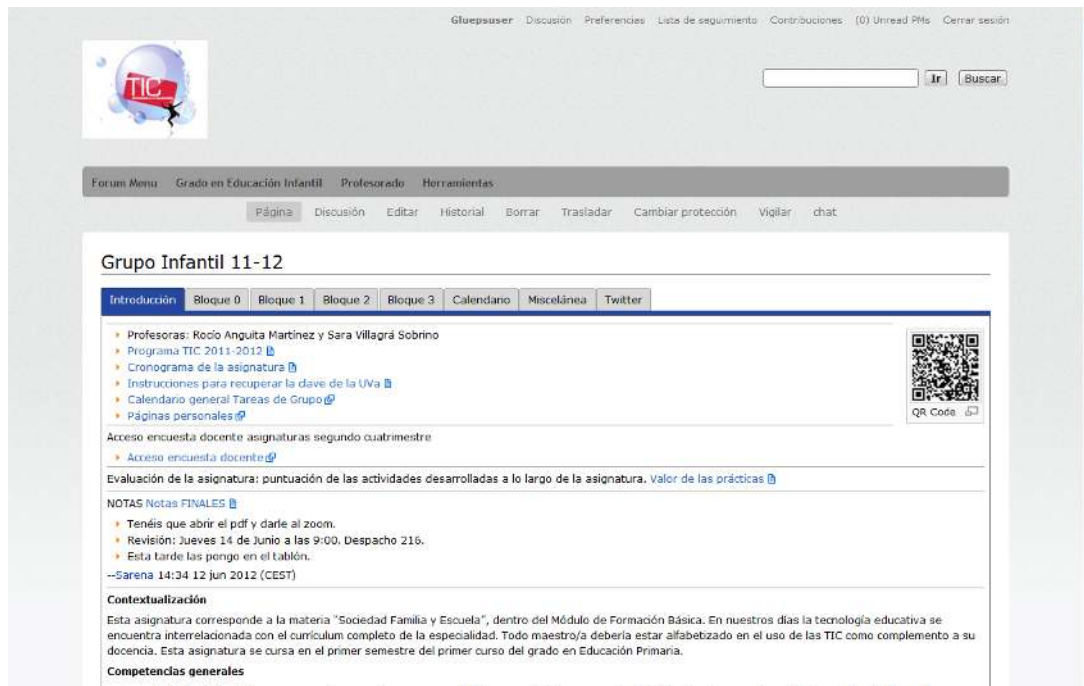 Gluepsuser Discusión Preferencias Lista de seguimiento Contribuciones (0) Unread PMs Cerrar sesión
TIC
Ir Buscar
Forum Menu Grado en Educación Infantil Profesorado Herramientas
Página Discusión Editar Historial Borrar Trasladar Cambiar protección Vigilar chat
Grupo Infantil 11-12
Introducción Bloque 0 Bloque 1 Bloque 2 Bloque 3 Calendario Miscelánea Twitter
Profesoras: Rocío Anguita Martínez y Sara Villagrá Sobrino
Programa TIC 2011-2012
Cronograma de la asignatura
Instrucciones para recuperar la clave de la UVa
Calendario general Tareas de Grupo
Páginas personales
QR Code
Acceso encuesta docente asignaturas segundo cuatrimestre
Acceso encuesta docente
Evaluación de la asignatura: puntuación de las actividades desarrolladas a lo largo de la asignatura. Valor de las prácticas
NOTAS Notas FINALES
Tenéis que abrir el pdf y darle al zoom.
Revisión: Jueves 14 de Junio a las 9:00. Despacho 216.
Esta tarde las pongo en el tablón.
--Sarena 14:34 12 jun 2012 (CEST)
Contextualización
Esta asignatura corresponde a la materia "Sociedad Familia y Escuela", dentro del Módulo de Formación Básica. En nuestros días la tecnología educativa se
encuentra interrelacionada con el currículum completo de la especialidad. Todo maestro/a debería estar alfabetizado en el uso de las TIC como complemento a su
docencia. Esta asignatura se cursa en el primer semestre del primer curso del grado en Educación Primaria.
Competencias generales